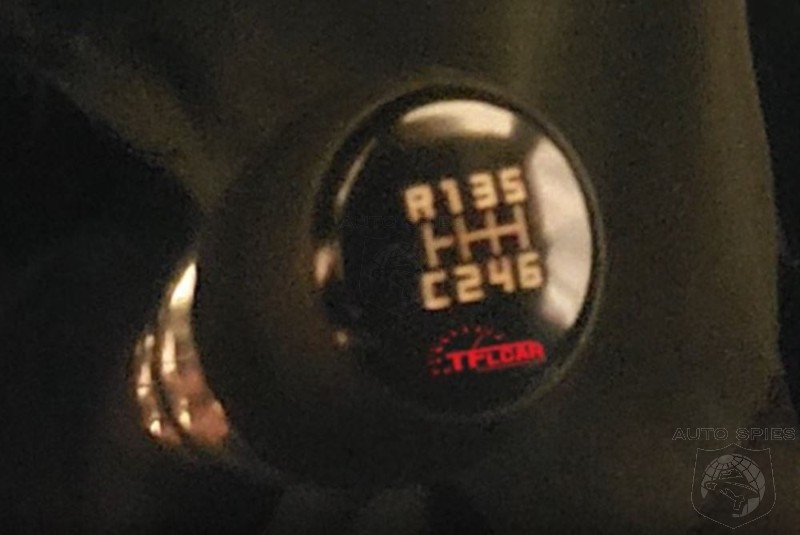 R135
C246
TFLCAR
AUTO SPIES